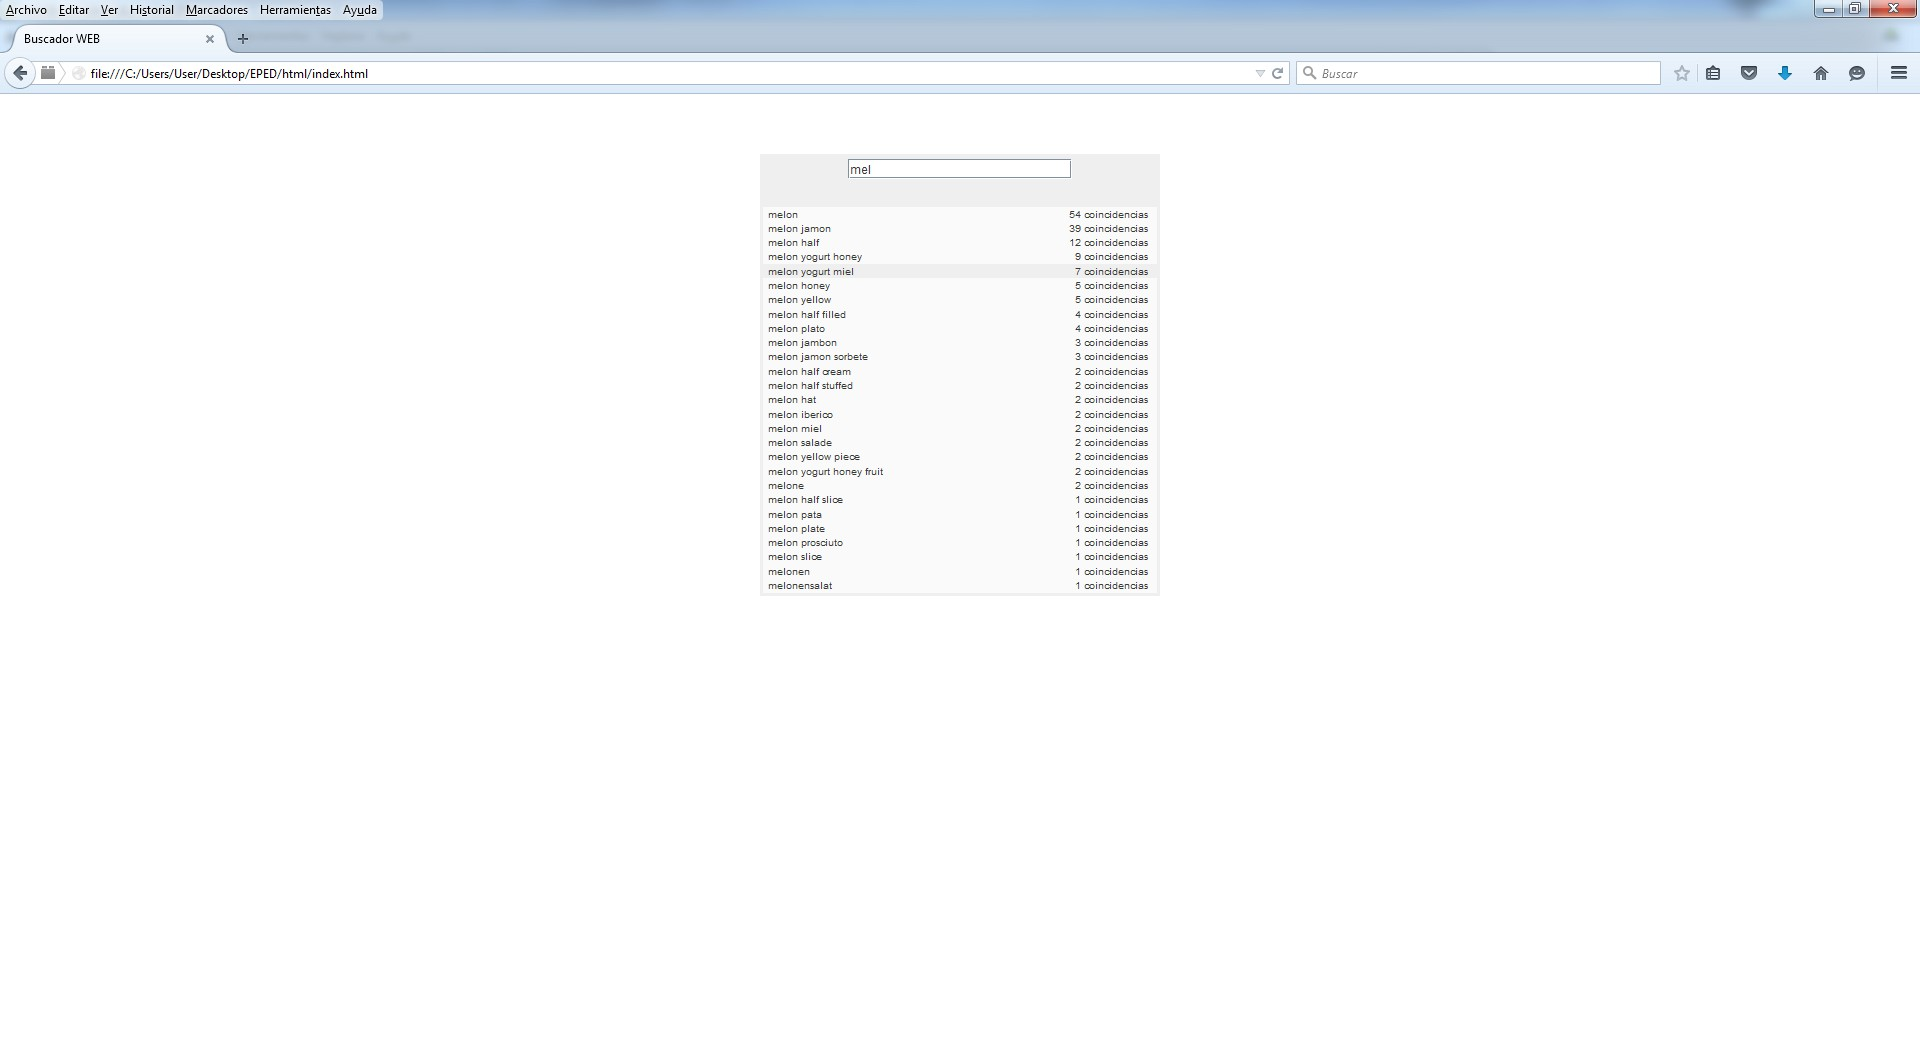 Archivo Editar Ver Historial Marcadores Herramientas Ayuda
Buscador WEB
file:///C:/Users/User/Desktop/EPED/html/index.html Buscar
mel
melon 54 coincidencias
melon jamon 39 coincidencias
melon half 12 coincidencias
melon yogurt honey 9 coincidencias
melon yogurt miel 7 coincidencias
melon honey 5 coincidencias
melon yellow 5 coincidencias
melon half filled 4 coincidencias
melon plato 4 coincidencias
melon jambon 3 coincidencias
melon jamon sorbete 3 coincidencias
melon half cream 2 coincidencias
melon half stuffed 2 coincidencias
melon hat 2 coincidencias
melon iberico 2 coincidencias
melon miel 2 coincidencias
melon salade 2 coincidencias
melon yellow piece 2 coincidencias
melon yogurt honey fruit 2 coincidencias
melone 2 coincidencias
melon half slice 1 coincidencias
melon pata 1 coincidencias
melon plate 1 coincidencias
melon prosciuto 1 coincidencias
melon slice 1 coincidencias
melonen 1 coincidencias
melonensalat 1 coincidencias